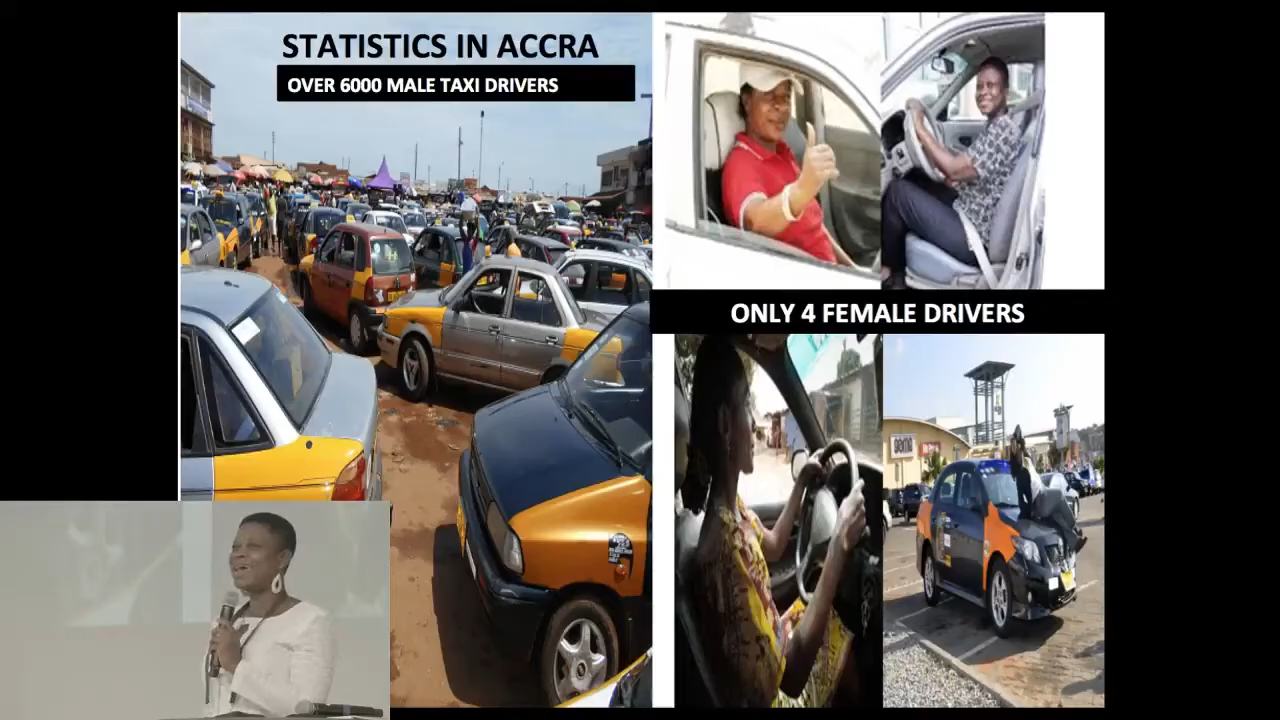 STATISTICS IN ACCRA
OVER 6000 MALE TAXI DRIVERS
ONLY 4 FEMALE DRIVERS